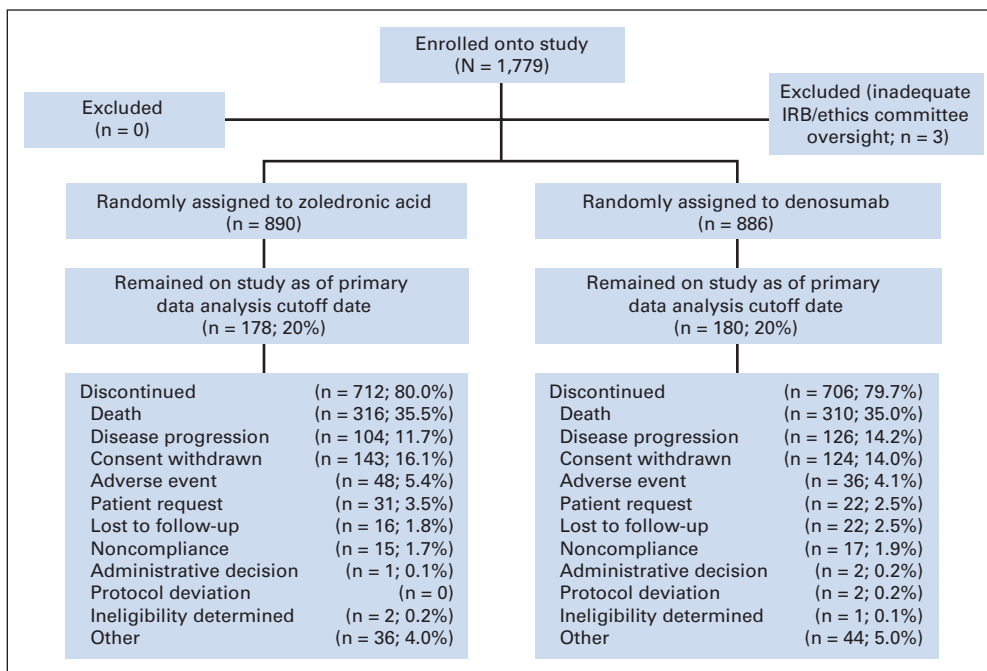 Enrolled onto study
(N = 1,779)
Excluded
(n = 0)
Excluded (inadequate
IRB/ethics committee
oversight; n = 3)
Randomly assigned to zoledronic acid
(n = 890)
Randomly assigned to denosumab
(n = 886)
Remained on study as of primary
data analysis cutoff date
(n = 178; 20%)
Remained on study as of primary
data analysis cutoff date
(n = 180; 20%)
Discontinued (n = 712; 80.0%)
Death (n = 316; 35.5%)
Disease progression (n = 104; 11.7%)
Consent withdrawn (n = 143; 16.1%)
Adverse event (n = 48; 5.4%)
Patient request (n = 31; 3.5%)
Lost to follow-up (n = 16; 1.8%)
Noncompliance (n = 15; 1.7%)
Administrative decision (n = 1; 0.1%)
Protocol deviation (n = 0)
Ineligibility determined (n = 2; 0.2%)
Other (n = 36; 4.0%)
Discontinued (n = 706; 79.7%)
Death (n = 310; 35.0%)
Disease progression (n = 126; 14.2%)
Consent withdrawn (n = 124; 14.0%)
Adverse event (n = 36; 4.1%)
Patient request (n = 22; 2.5%)
Lost to follow-up (n = 22; 2.5%)
Noncompliance (n = 17; 1.9%)
Administrative decision (n = 2; 0.2%)
Protocol deviation (n = 2; 0.2%)
Ineligibility determined (n = 1; 0.1%)
Other (n = 44; 5.0%)